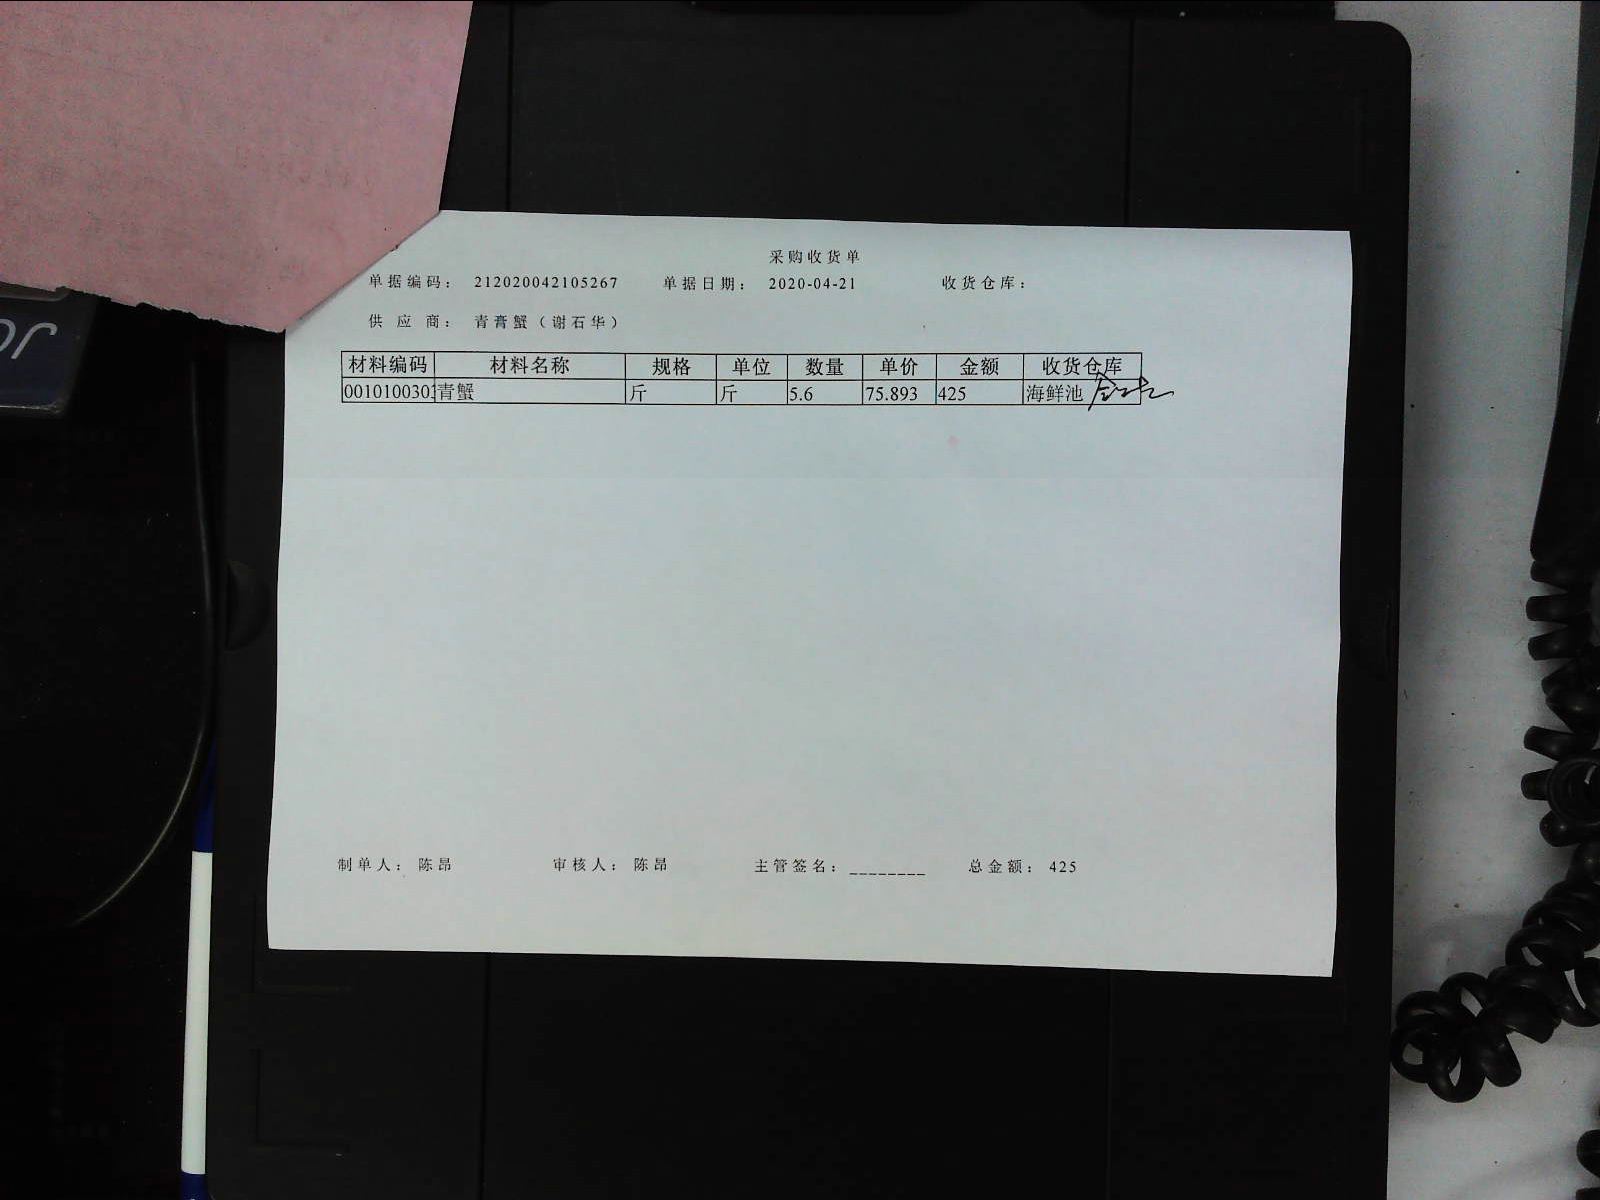 采购收货单
单据编码： 212020042105267 单据日期： 2020-04-21 收货仓库：
供 应 商： 青膏蟹（谢石华）
材料编码 材料名称 规格 单位 数量 单价 金额 收货仓库
001010030 青蟹 斤 斤 5.6 75.893 425 海鲜池
制单人： 陈昂 审核人： 陈昂 主管签名：________ 总金额： 425